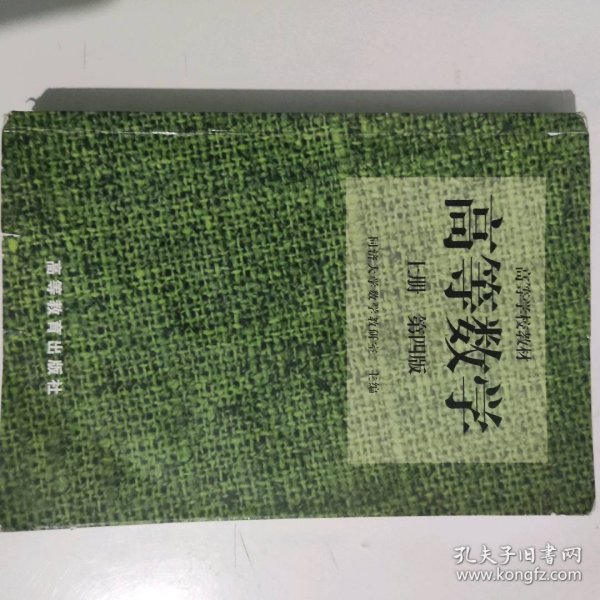 高等学校教材
高等数学
上册 第四版
同济大学数学教研室 主编
高等教育出版社
孔夫子旧书网
www.kongfz.com